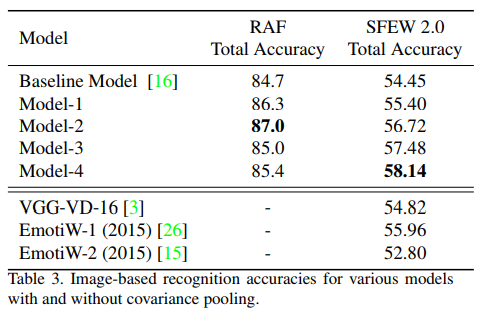 Model RAF SFEW 2.0
Total Accuracy Total Accuracy
Baseline Model [16] 84.7 54.45
Model-1 86.3 55.40
Model-2 87.0 56.72
Model-3 85.0 57.48
Model-4 85.4 58.14
VGG-VD-16 [3] - 54.82
EmotiW-1 (2015) [26] - 55.96
EmotiW-2 (2015) [15] - 52.80
Table 3. Image-based recognition accuracies for various models
with and without covariance pooling.